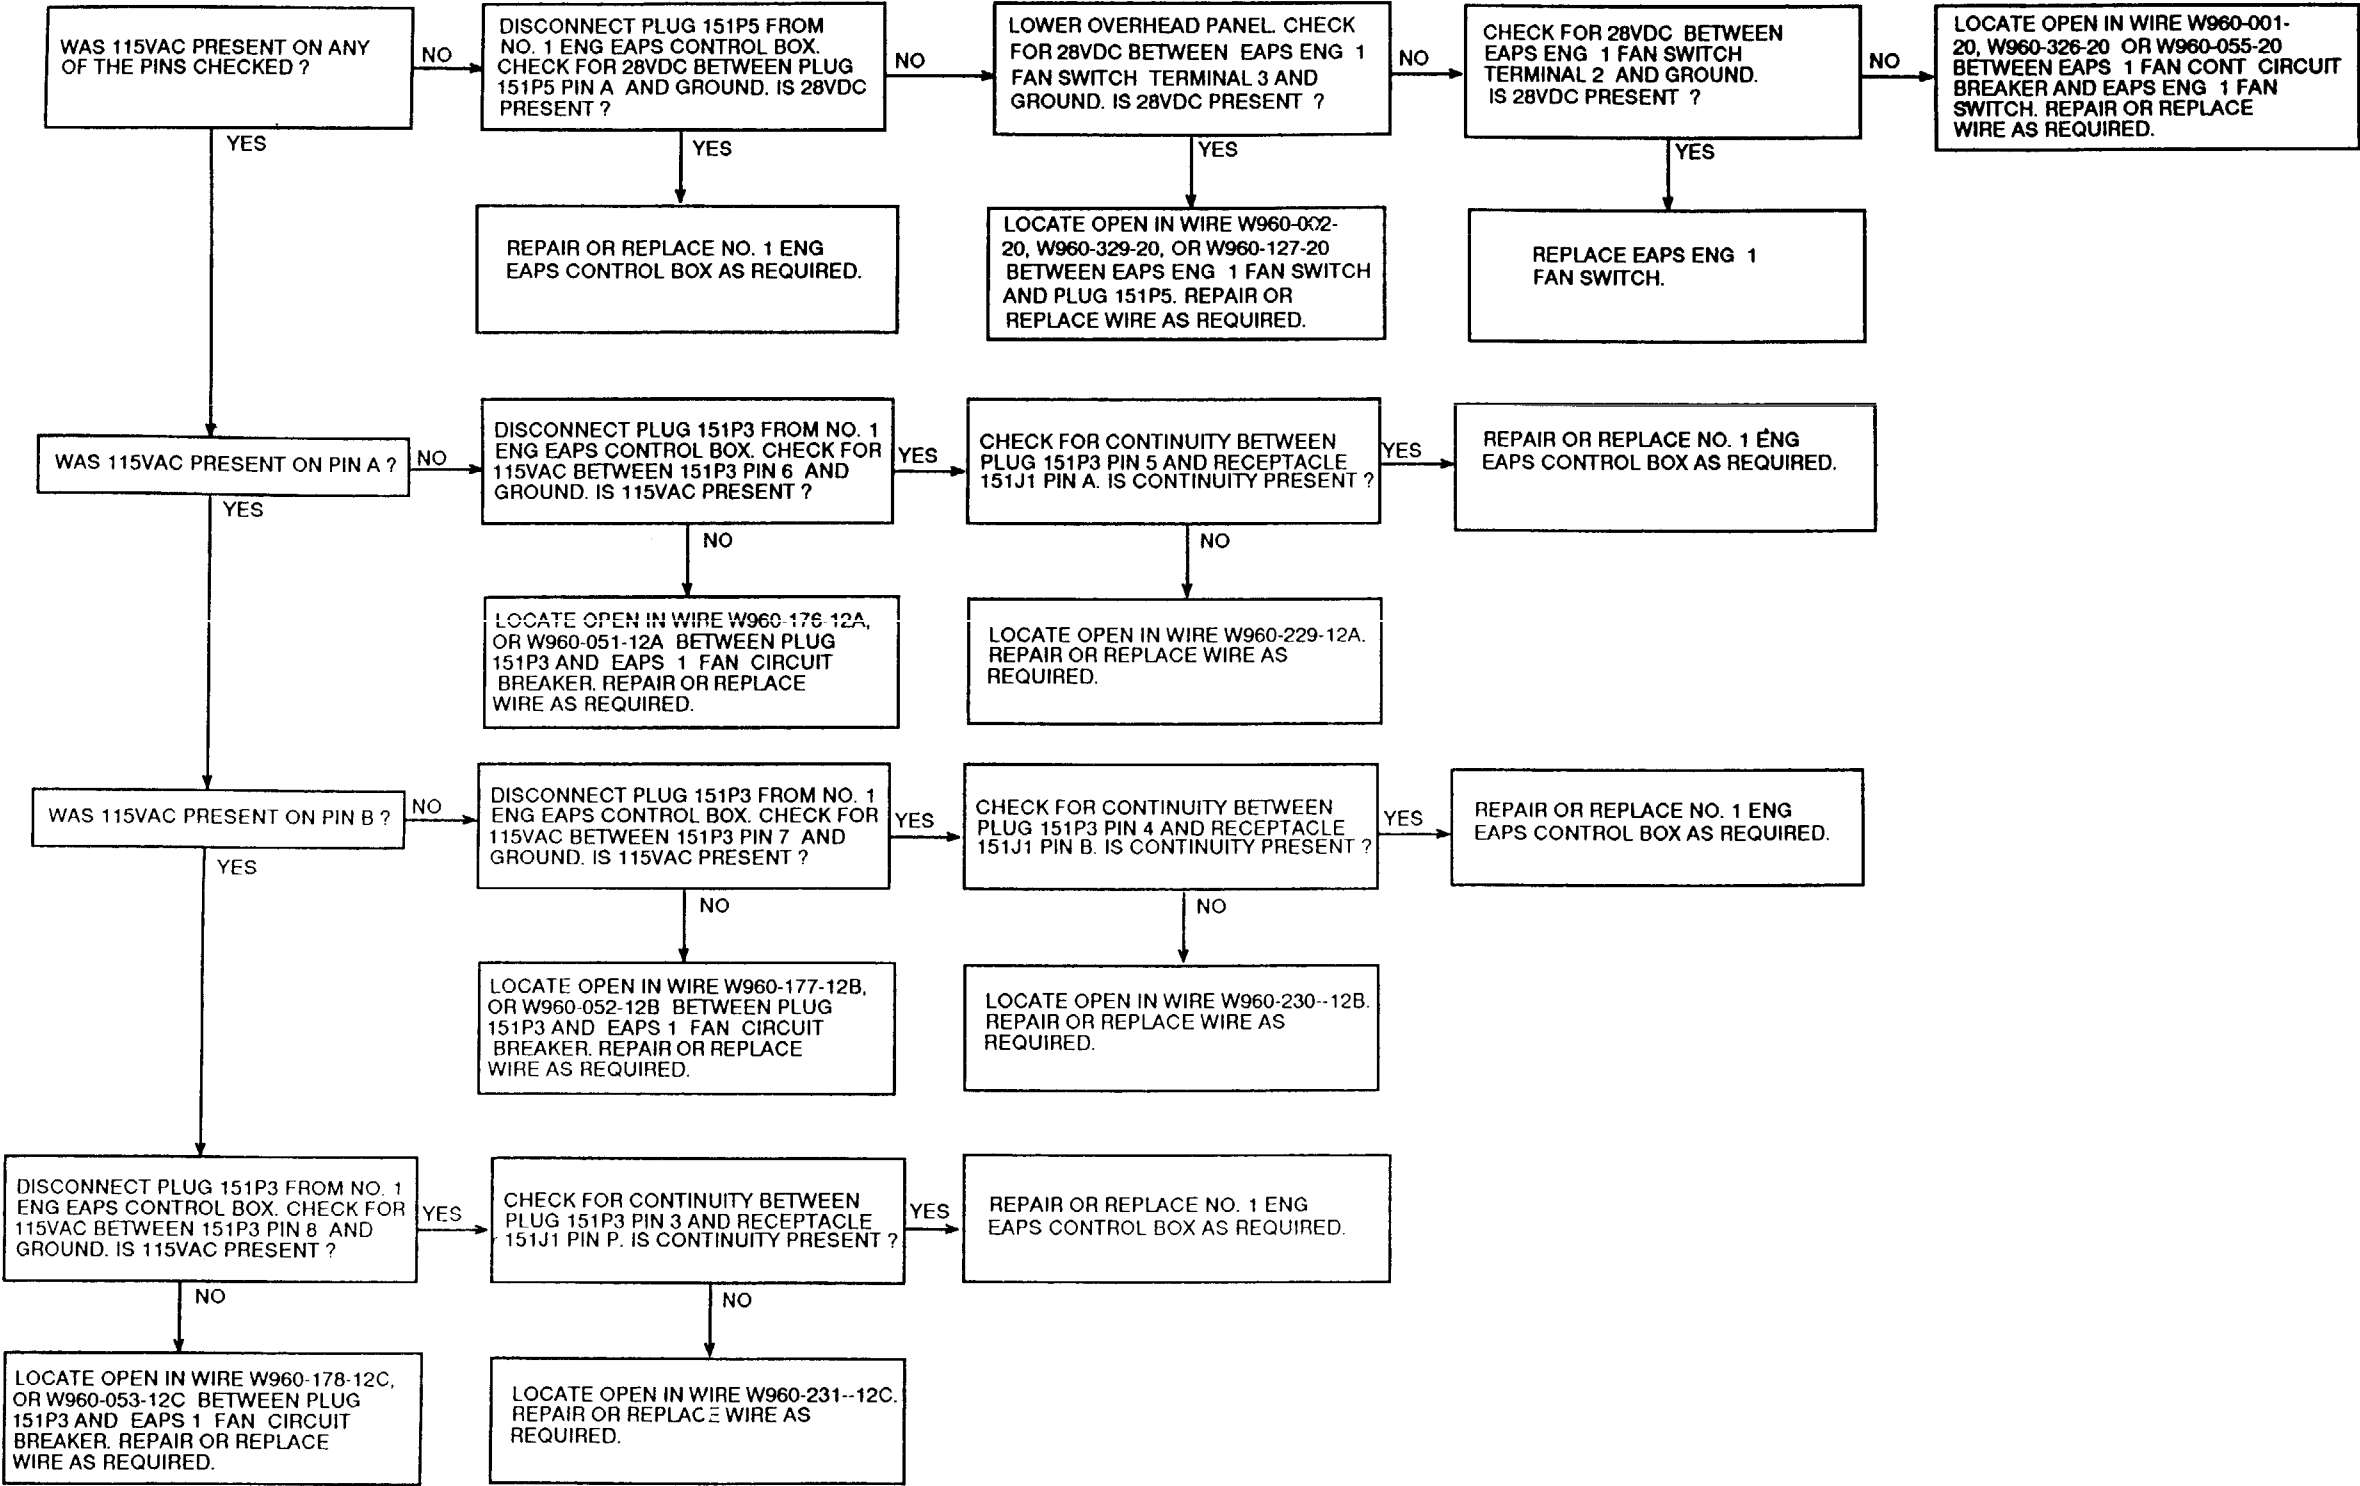 WAS 115VAC PRESENT ON ANY
OF THE PINS CHECKED ?
NO
YES
DISCONNECT PLUG 151P5 FROM
NO. 1 ENG EAPS CONTROL BOX.
CHECK FOR 28VDC BETWEEN PLUG
151P5 PIN A AND GROUND. IS 28VDC
PRESENT ?
NO
YES
LOWER OVERHEAD PANEL. CHECK
FOR 28VDC BETWEEN EAPS ENG 1
FAN SWITCH TERMINAL 3 AND
GROUND. IS 28VDC PRESENT ?
NO
YES
CHECK FOR 28VDC BETWEEN
EAPS ENG 1 FAN SWITCH
TERMINAL 2 AND GROUND.
IS 28VDC PRESENT ?
NO
YES
LOCATE OPEN IN WIRE W960-001-
20, W960-326-20 OR W960-055-20
BETWEEN EAPS 1 FAN CONT CIRCUIT
BREAKER AND EAPS ENG 1 FAN
SWITCH. REPAIR OR REPLACE
WIRE AS REQUIRED.
REPAIR OR REPLACE NO. 1 ENG
EAPS CONTROL BOX AS REQUIRED.
LOCATE OPEN IN WIRE W960-002-
20, W960-329-20, OR W960-127-20
BETWEEN EAPS ENG 1 FAN SWITCH
AND PLUG 151P5. REPAIR OR
REPLACE WIRE AS REQUIRED.
REPLACE EAPS ENG 1
FAN SWITCH.
WAS 115VAC PRESENT ON PIN A ?
NO
YES
DISCONNECT PLUG 151P3 FROM NO. 1
ENG EAPS CONTROL BOX. CHECK FOR
115VAC BETWEEN 151P3 PIN 6 AND
GROUND. IS 115VAC PRESENT ?
YES
NO
CHECK FOR CONTINUITY BETWEEN
PLUG 151P3 PIN 5 AND RECEPTACLE
151J1 PIN A. IS CONTINUITY PRESENT ?
YES
NO
REPAIR OR REPLACE NO. 1 ENG
EAPS CONTROL BOX AS REQUIRED.
LOCATE OPEN IN WIRE W960-176-12A,
OR W960-051-12A BETWEEN PLUG
151P3 AND EAPS 1 FAN CIRCUIT
BREAKER. REPAIR OR REPLACE
WIRE AS REQUIRED.
LOCATE OPEN IN WIRE W960-229-12A.
REPAIR OR REPLACE WIRE AS
REQUIRED.
WAS 115VAC PRESENT ON PIN B ?
NO
YES
DISCONNECT PLUG 151P3 FROM NO. 1
ENG EAPS CONTROL BOX. CHECK FOR
115VAC BETWEEN 151P3 PIN 7 AND
GROUND. IS 115VAC PRESENT ?
YES
NO
CHECK FOR CONTINUITY BETWEEN
PLUG 151P3 PIN 4 AND RECEPTACLE
151J1 PIN B. IS CONTINUITY PRESENT ?
YES
NO
REPAIR OR REPLACE NO. 1 ENG
EAPS CONTROL BOX AS REQUIRED.
LOCATE OPEN IN WIRE W960-177-12B,
OR W960-052-12B BETWEEN PLUG
151P3 AND EAPS 1 FAN CIRCUIT
BREAKER. REPAIR OR REPLACE
WIRE AS REQUIRED.
LOCATE OPEN IN WIRE W960-230--12B.
REPAIR OR REPLACE WIRE AS
REQUIRED.
DISCONNECT PLUG 151P3 FROM NO. 1
ENG EAPS CONTROL BOX. CHECK FOR
115VAC BETWEEN 151P3 PIN 8 AND
GROUND. IS 115VAC PRESENT ?
YES
NO
CHECK FOR CONTINUITY BETWEEN
PLUG 151P3 PIN 3 AND RECEPTACLE
151J1 PIN P. IS CONTINUITY PRESENT ?
YES
NO
REPAIR OR REPLACE NO. 1 ENG
EAPS CONTROL BOX AS REQUIRED.
LOCATE OPEN IN WIRE W960-178-12C,
OR W960-053-12C BETWEEN PLUG
151P3 AND EAPS 1 FAN CIRCUIT
BREAKER. REPAIR OR REPLACE
WIRE AS REQUIRED.
LOCATE OPEN IN WIRE W960-231--12C.
REPAIR OR REPLACE WIRE AS
REQUIRED.